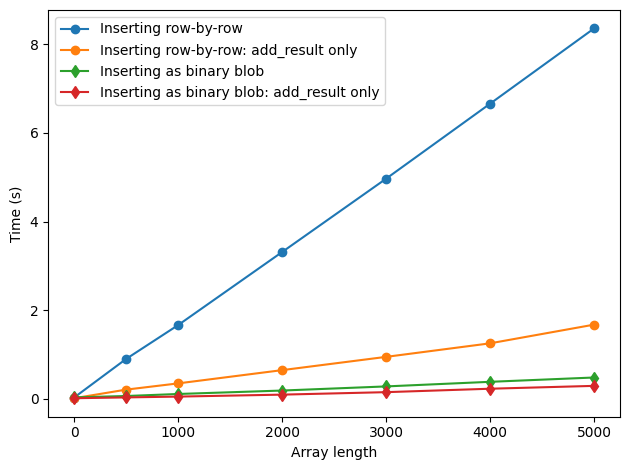 Inserting row-by-row
Inserting row-by-row: add_result only
Inserting as binary blob
Inserting as binary blob: add_result only
8
6
4
2
0
Time (s)
0 1000 2000 3000 4000 5000
Array length